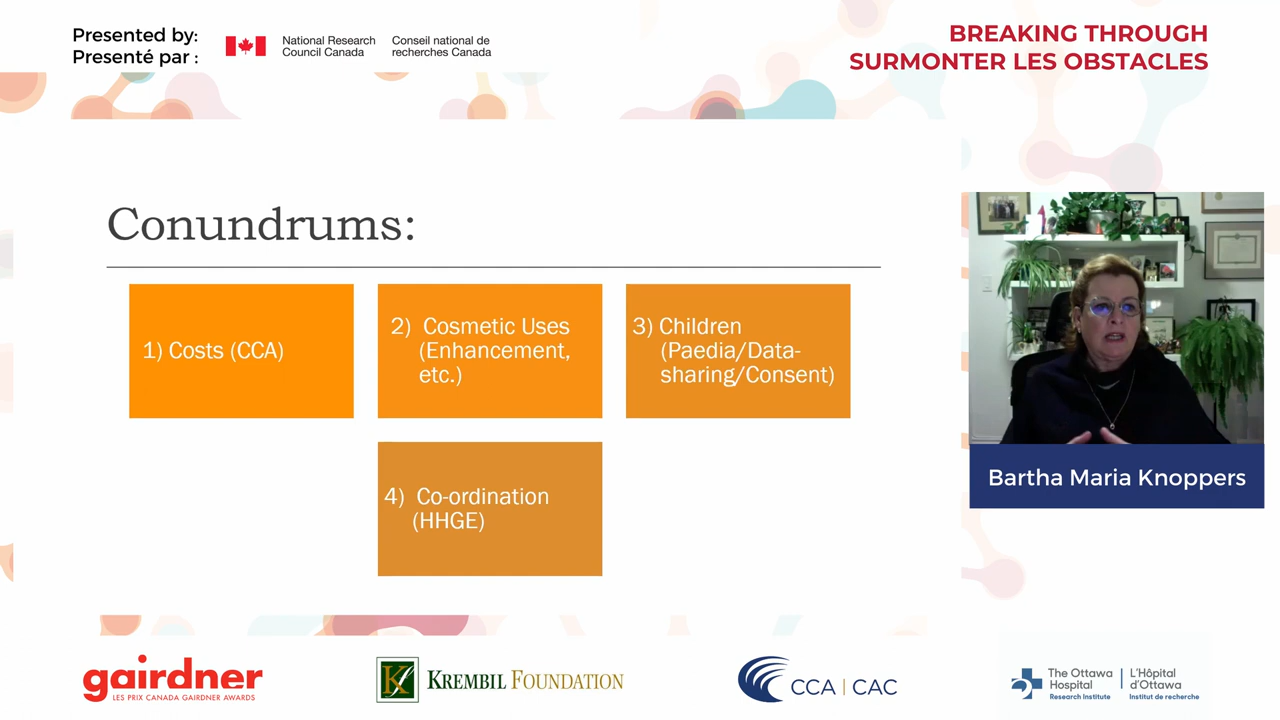 Presented by:
Presenté par :
National Research
Council Canada
Conseil national de
recherches Canada
BREAKING THROUGH
SURMONTER LES OBSTACLES
Conundrums:
1) Costs (CCA)
2) Cosmetic Uses
(Enhancement,
etc.)
3) Children
(Paedia/Data-
sharing/Consent)
4) Co-ordination
(HHGE)
Bartha Maria Knoppers
gairdner
LES PRIX CANADA GAIRDNER AWARDS
K
KREMBIL FOUNDATION
CCA | CAC
The Ottawa
Hospital
Research Institute
L'Hôpital
d'Ottawa
Institut de recherche